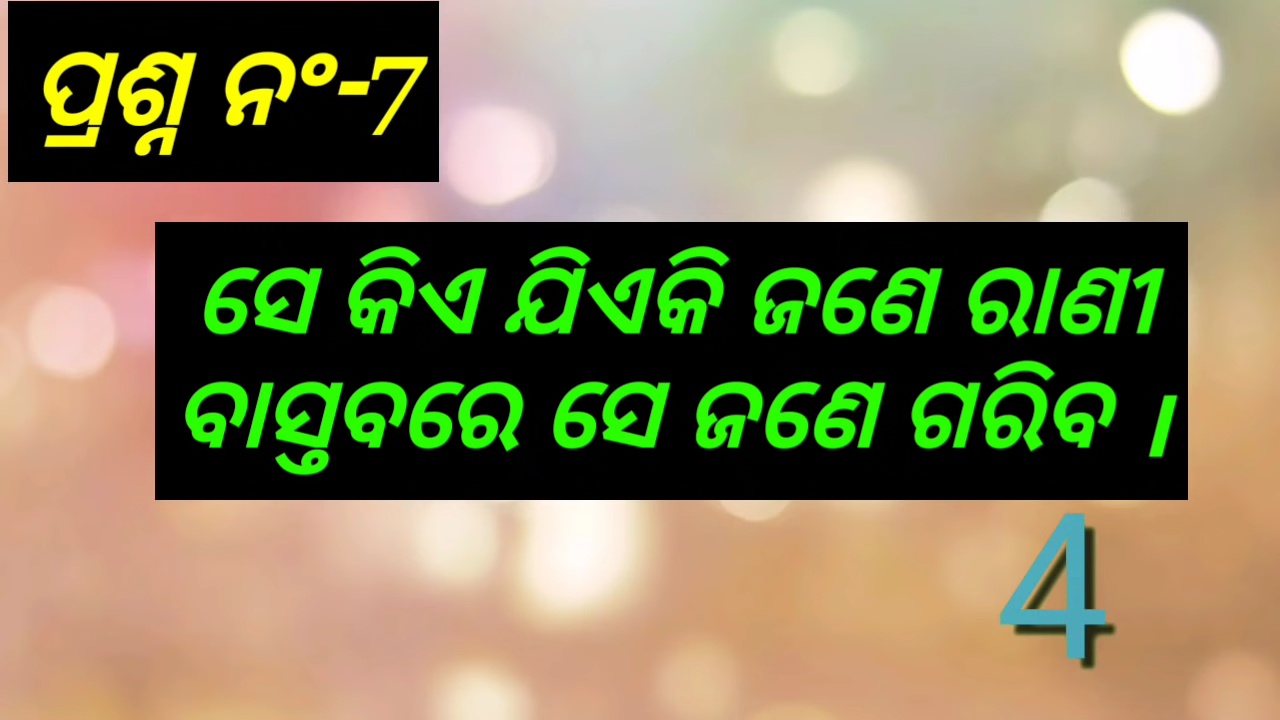 ପ୍ରଶ୍ନ ନଂ-7
ସେ କିଏ ଯିଏକି ଜଣେ ରାଣୀ
ବାସ୍ତବରେ ସେ ଜଣେ ଗରିବ ।
4